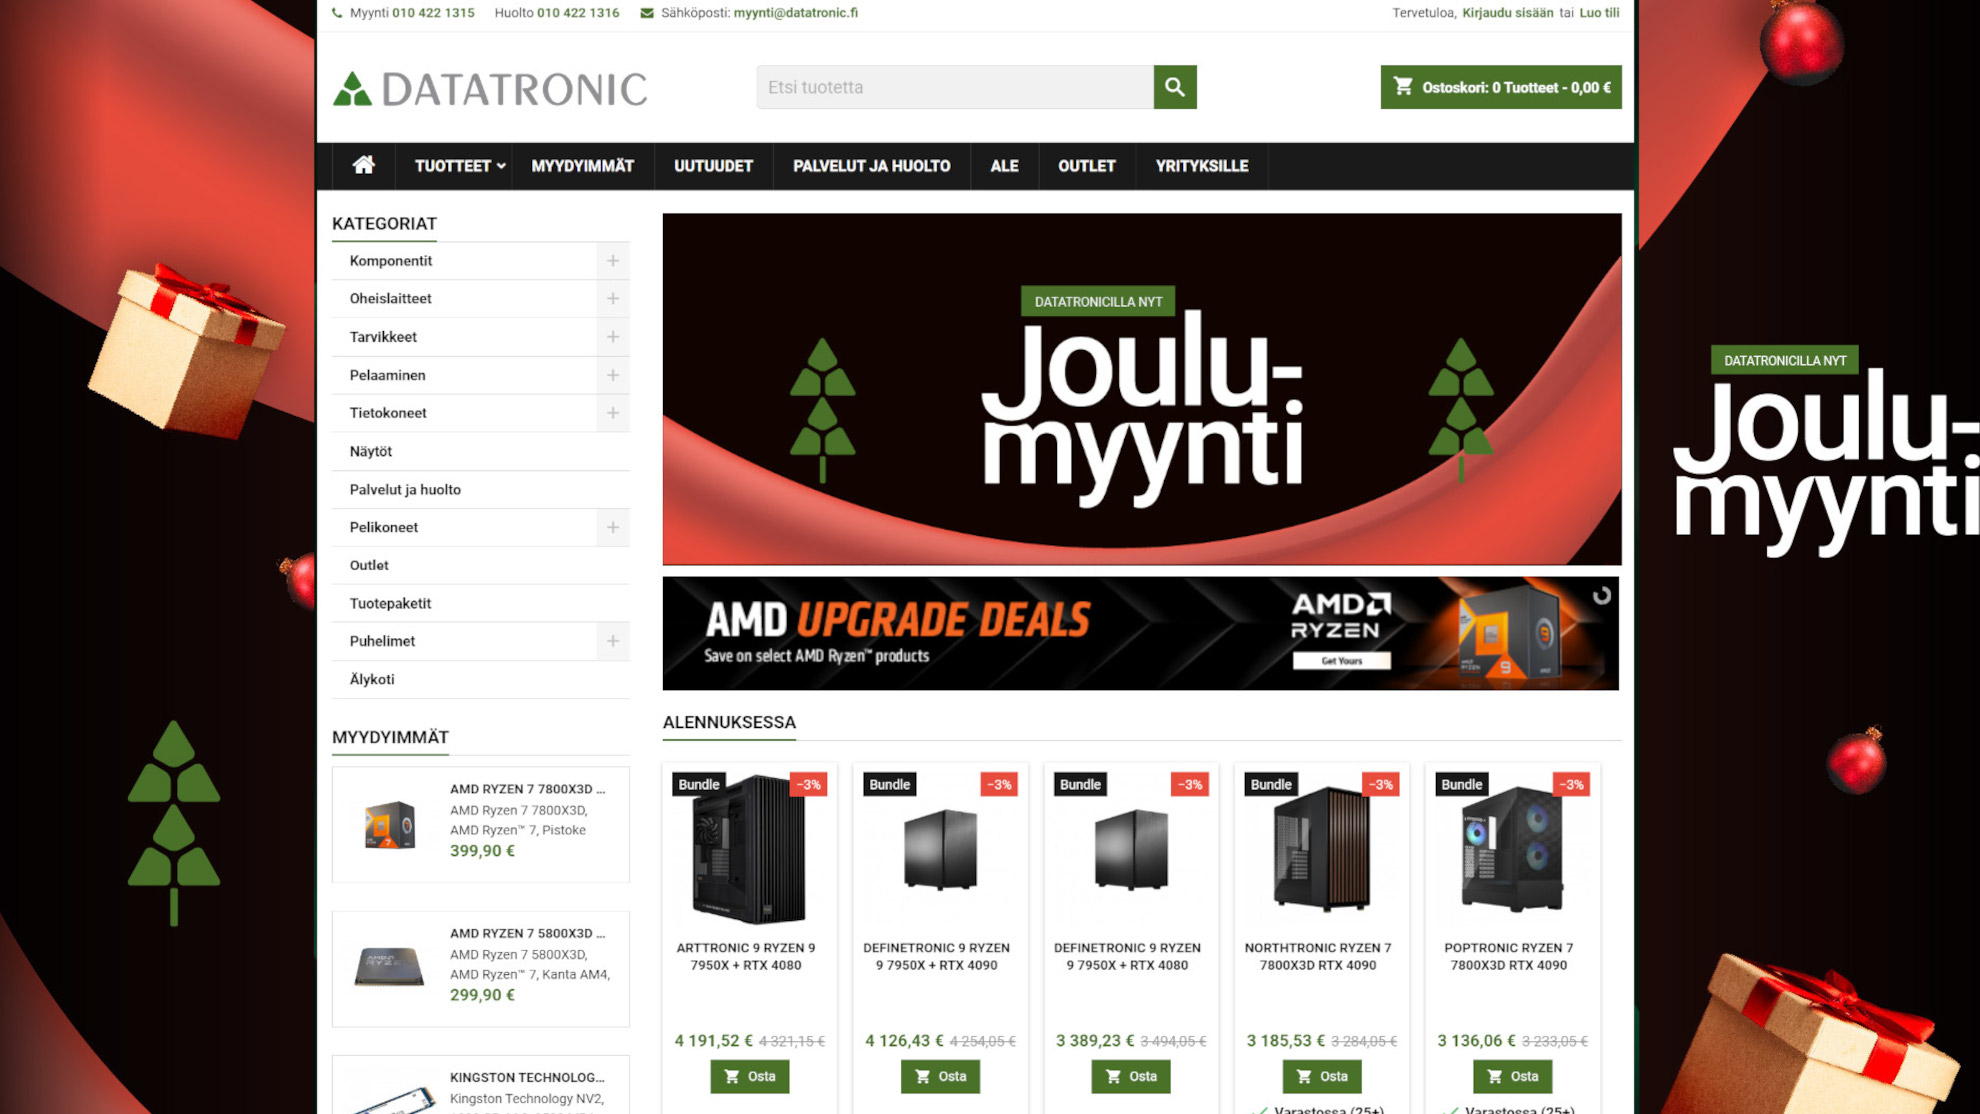 Myynti 010 422 1315 Huolto 010 422 1316 Sähköposti: myynti@datatronic.fi
Tervetuloa, Kirjaudu sisään tai Luo tili
DATATRONIC
Etsi tuotetta
Ostoskori: 0 Tuotteet - 0,00 €
TUOTTEET MYYDYIMMÄT UUTUUDET PALVELUT JA HUOLTO ALE OUTLET YRITYKSILLE
KATEGORIAT
Komponentit
Oheislaitteet
Tarvikkeet
Pelaaminen
Tietokoneet
Näytöt
Palvelut ja huolto
Pelikoneet
Outlet
Tuotepaketit
Puhelimet
Älykoti
MYYDYIMMÄT
AMD RYZEN 7 7800X3D ...
AMD Ryzen 7 7800X3D,
AMD Ryzen™ 7, Pistoke
399,90 €
AMD RYZEN 7 5800X3D ...
AMD Ryzen 7 5800X3D,
AMD Ryzen™ 7, Kanta AM4,
299,90 €
KINGSTON TECHNOLOG...
Kingston Technology NV2,
DATATRONICILLA NYT
Joulu-
myynti
AMD UPGRADE DEALS
Save on select AMD Ryzen™ products
AMD
RYZEN
Get Yours
ALENNUKSESSA
Bundle
-3%
ARTTRONIC 9 RYZEN 9
7950X + RTX 4080
4 191,52 € 4 321,15 €
Osta
Bundle
-3%
DEFINETRONIC 9 RYZEN
9 7950X + RTX 4090
4 126,43 € 4 254,05 €
Osta
Bundle
-3%
DEFINETRONIC 9 RYZEN
9 7950X + RTX 4080
3 389,23 € 3 494,05 €
Osta
Bundle
-3%
NORTHTRONIC RYZEN 7
7800X3D RTX 4090
3 185,53 € 3 284,05 €
Osta
Varastossa (25+)
Bundle
-3%
POPTRONIC RYZEN 7
7800X3D RTX 4090
3 136,06 € 3 233,05 €
Osta
Varastossa (25+)
DATATRONICILLA NYT
Joulu-
myynti